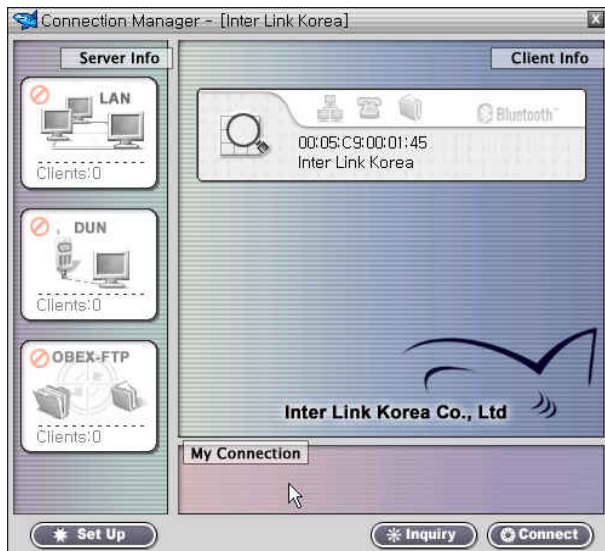 Connection Manager - [Inter Link Korea]
Server Info
LAN
Clients:0
DUN
Clients:0
OBEX-FTP
Clients:0
Client Info
Bluetooth™
00:05:C9:00:01:45
Inter Link Korea
Inter Link Korea Co., Ltd
My Connection
Set Up
Inquiry
Connect